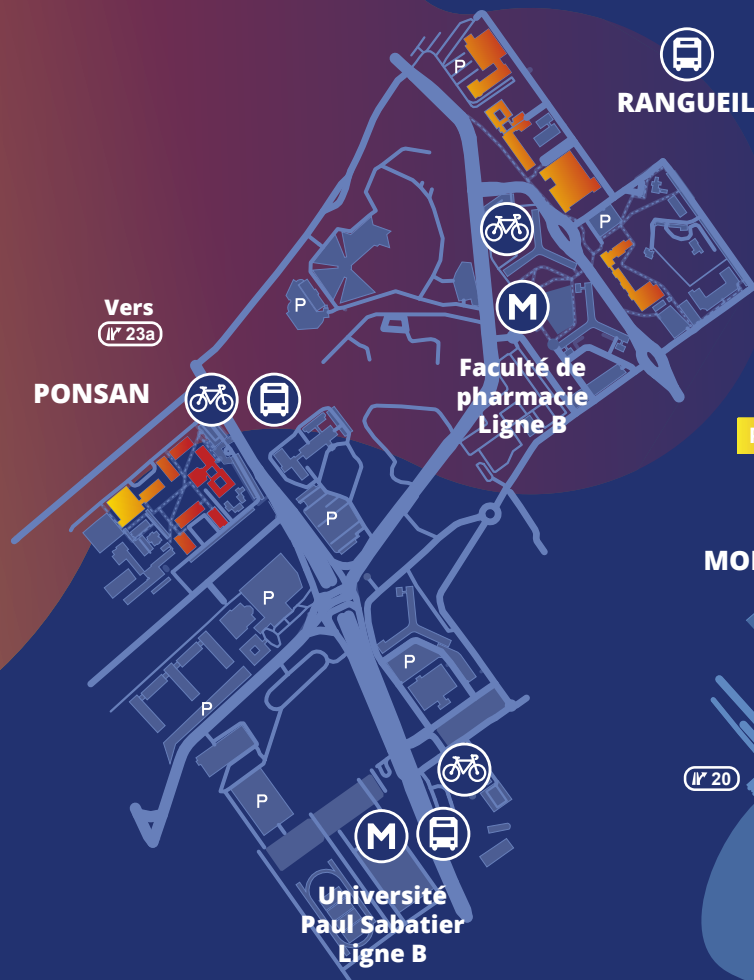 P
RANGUEIL
P
P
Vers
23a
M
PONSAN
Faculté de
pharmacie
Ligne B
P
P
P
P
P
20
M
Université
Paul Sabatier
Ligne B